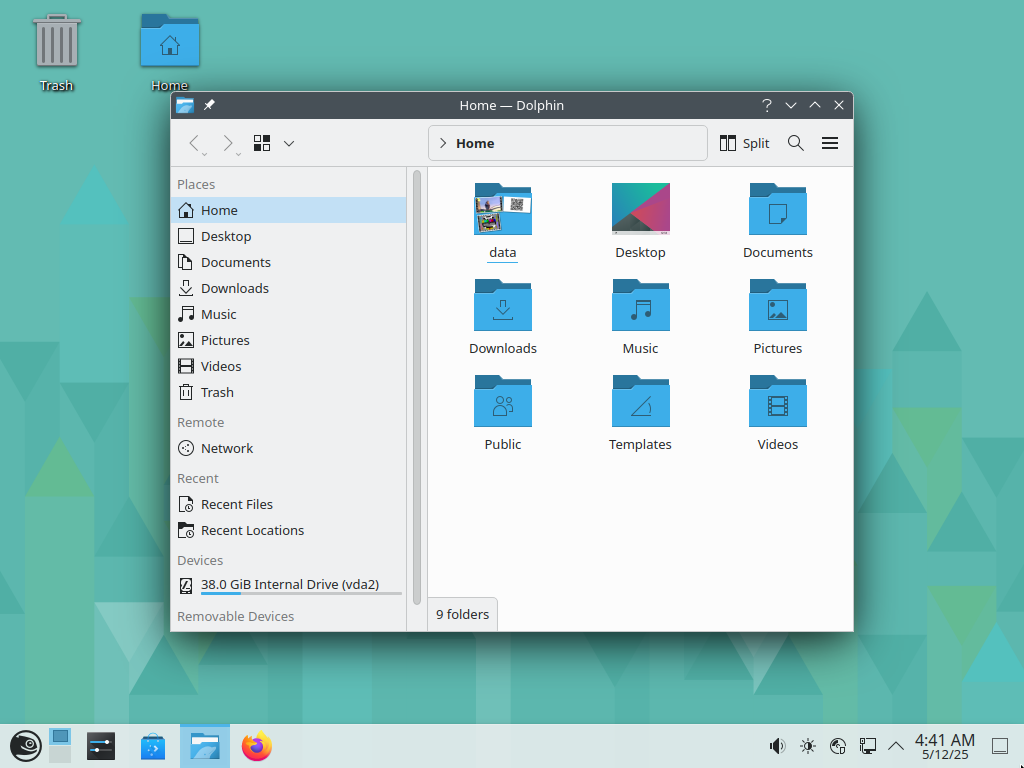 Trash
Home
Home — Dolphin
Home
Split
Places
Home
Desktop
Documents
Downloads
Music
Pictures
Videos
Trash
Remote
Network
Recent
Recent Files
Recent Locations
Devices
38.0 GiB Internal Drive (vda2)
Removable Devices
data
Desktop
Documents
Downloads
Music
Pictures
Public
Templates
Videos
9 folders
4:41 AM
5/12/25